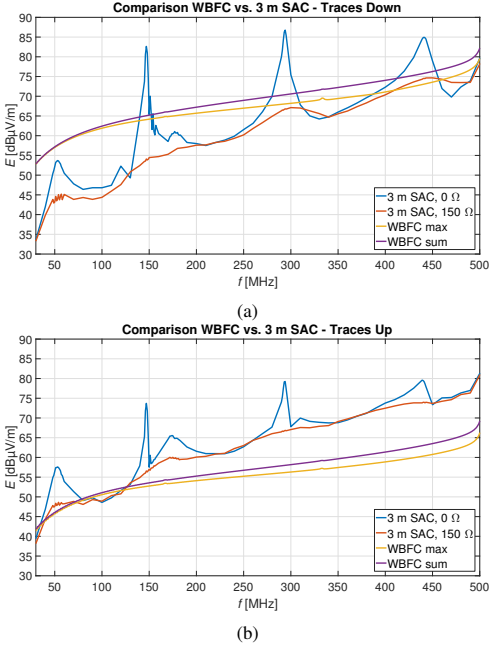 Comparison WBFC vs. 3 m SAC - Traces Down
90
85
80
75
70
65
60
55
50
45
40
35
30
E [dBµV/m]
50 100 150 200 250 300 350 400 450 500
f [MHz]
3 m SAC, 0 Ω
3 m SAC, 150 Ω
WBFC max
WBFC sum
(a)
Comparison WBFC vs. 3 m SAC - Traces Up
90
85
80
75
70
65
60
55
50
45
40
35
30
E [dBµV/m]
50 100 150 200 250 300 350 400 450 500
f [MHz]
3 m SAC, 0 Ω
3 m SAC, 150 Ω
WBFC max
WBFC sum
(b)